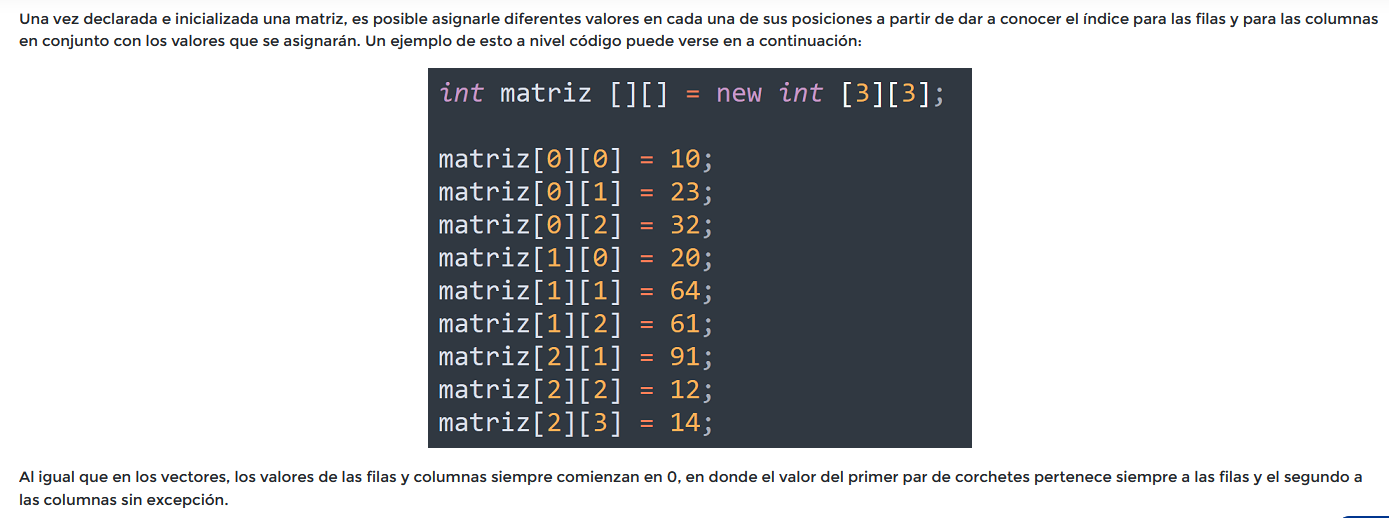 Una vez declarada e inicializada una matriz, es posible asignarle diferentes valores en cada una de sus posiciones a partir de dar a conocer el índice para las filas y para las columnas
en conjunto con los valores que se asignarán. Un ejemplo de esto a nivel código puede verse en a continuación:
int matriz [][] = new int [3][3];
matriz[0][0] = 10;
matriz[0][1] = 23;
matriz[0][2] = 32;
matriz[1][0] = 20;
matriz[1][1] = 64;
matriz[1][2] = 61;
matriz[2][1] = 91;
matriz[2][2] = 12;
matriz[2][3] = 14;
Al igual que en los vectores, los valores de las filas y columnas siempre comienzan en 0, en donde el valor del primer par de corchetes pertenece siempre a las filas y el segundo a
las columnas sin excepción.